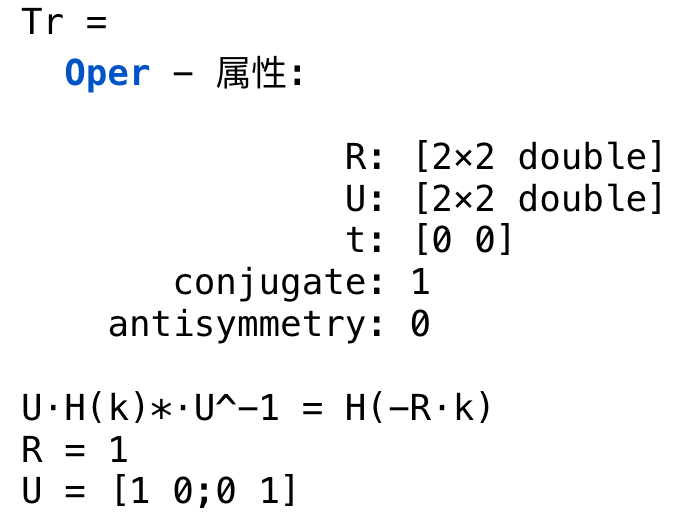 Tr =
Oper - 属性:
R: [2×2 double]
U: [2×2 double]
t: [0 0]
conjugate: 1
antisymmetry: 0
U·H(k)*·U^-1 = H(-R·k)
R = 1
U = [1 0;0 1]